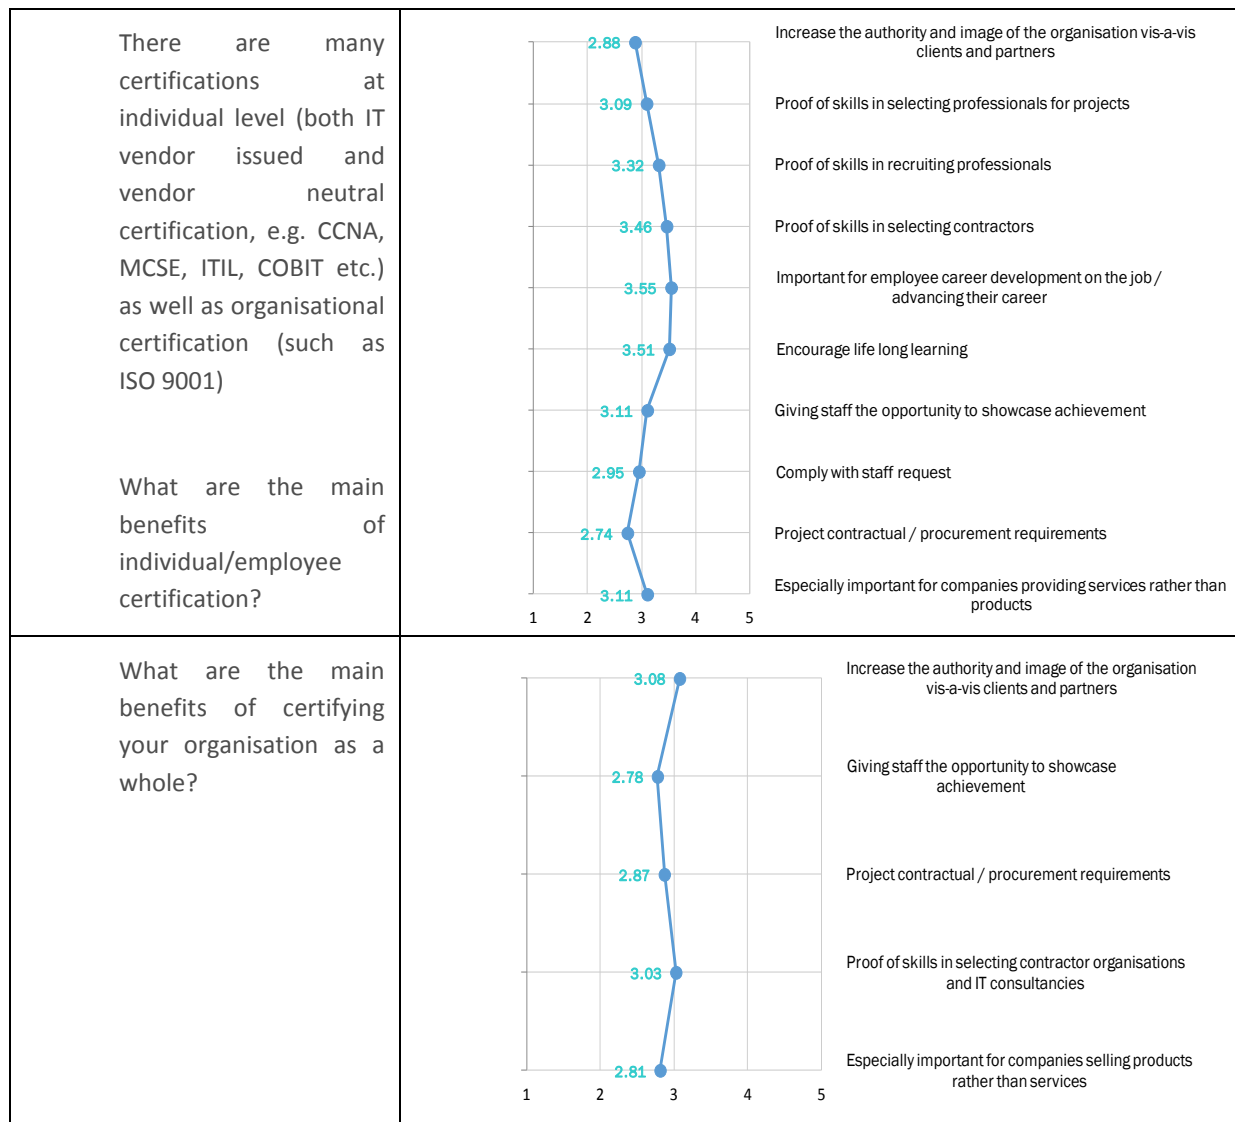 There are many
certifications at
individual level (both IT
vendor issued and
vendor neutral
certification, e.g. CCNA,
MCSE, ITIL, COBIT etc.)
as well as organisational
certification (such as
ISO 9001)
What are the main
benefits of
individual/employee
certification?
2.88
Increase the authority and image of the organisation vis-a-vis
clients and partners
3.09
Proof of skills in selecting professionals for projects
3.32
Proof of skills in recruiting professionals
3.46
Proof of skills in selecting contractors
3.55
Important for employee career development on the job /
advancing their career
3.51
Encourage life long learning
3.11
Giving staff the opportunity to showcase achievement
2.95
Comply with staff request
2.74
Project contractual / procurement requirements
3.11
Especially important for companies providing services rather than
products
1 2 3 4 5
What are the main
benefits of certifying
your organisation as a
whole?
3.08
Increase the authority and image of the organisation
vis-a-vis clients and partners
2.78
Giving staff the opportunity to showcase
achievement
2.87
Project contractual / procurement requirements
3.03
Proof of skills in selecting contractor organisations
and IT consultancies
2.81
Especially important for companies selling products
rather than services
1 2 3 4 5